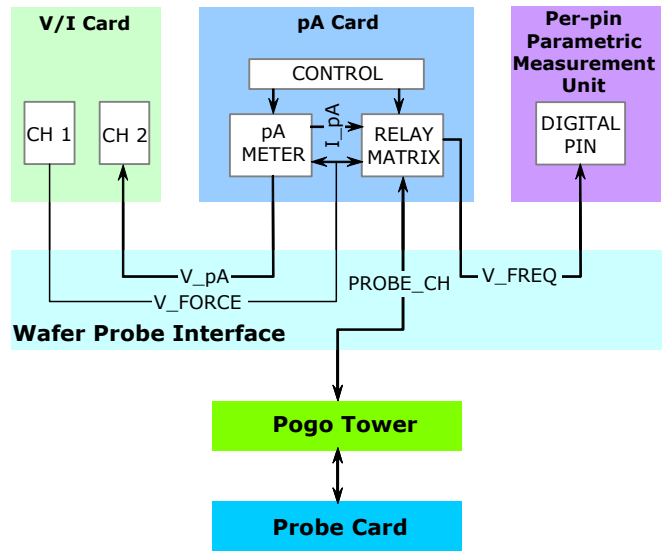 V/I Card
pA Card
Per-pin
Parametric
Measurement
Unit
CONTROL
CH 1
CH 2
pA
METER
I_pA
RELAY
MATRIX
DIGITAL
PIN
V_pA
V_FORCE
PROBE_CH
V_FREQ
Wafer Probe Interface
Pogo Tower
Probe Card